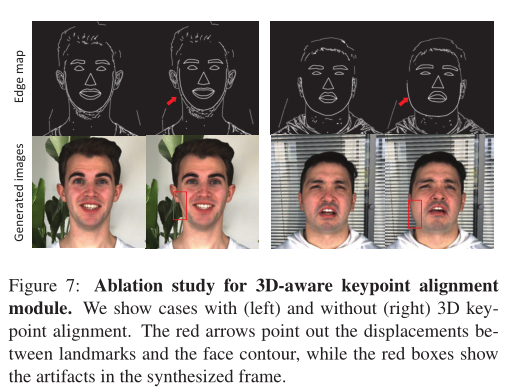 Edge map
Generated images
Figure 7: Ablation study for 3D-aware keypoint alignment
module. We show cases with (left) and without (right) 3D key-
point alignment. The red arrows point out the displacements be-
tween landmarks and the face contour, while the red boxes show
the artifacts in the synthesized frame.